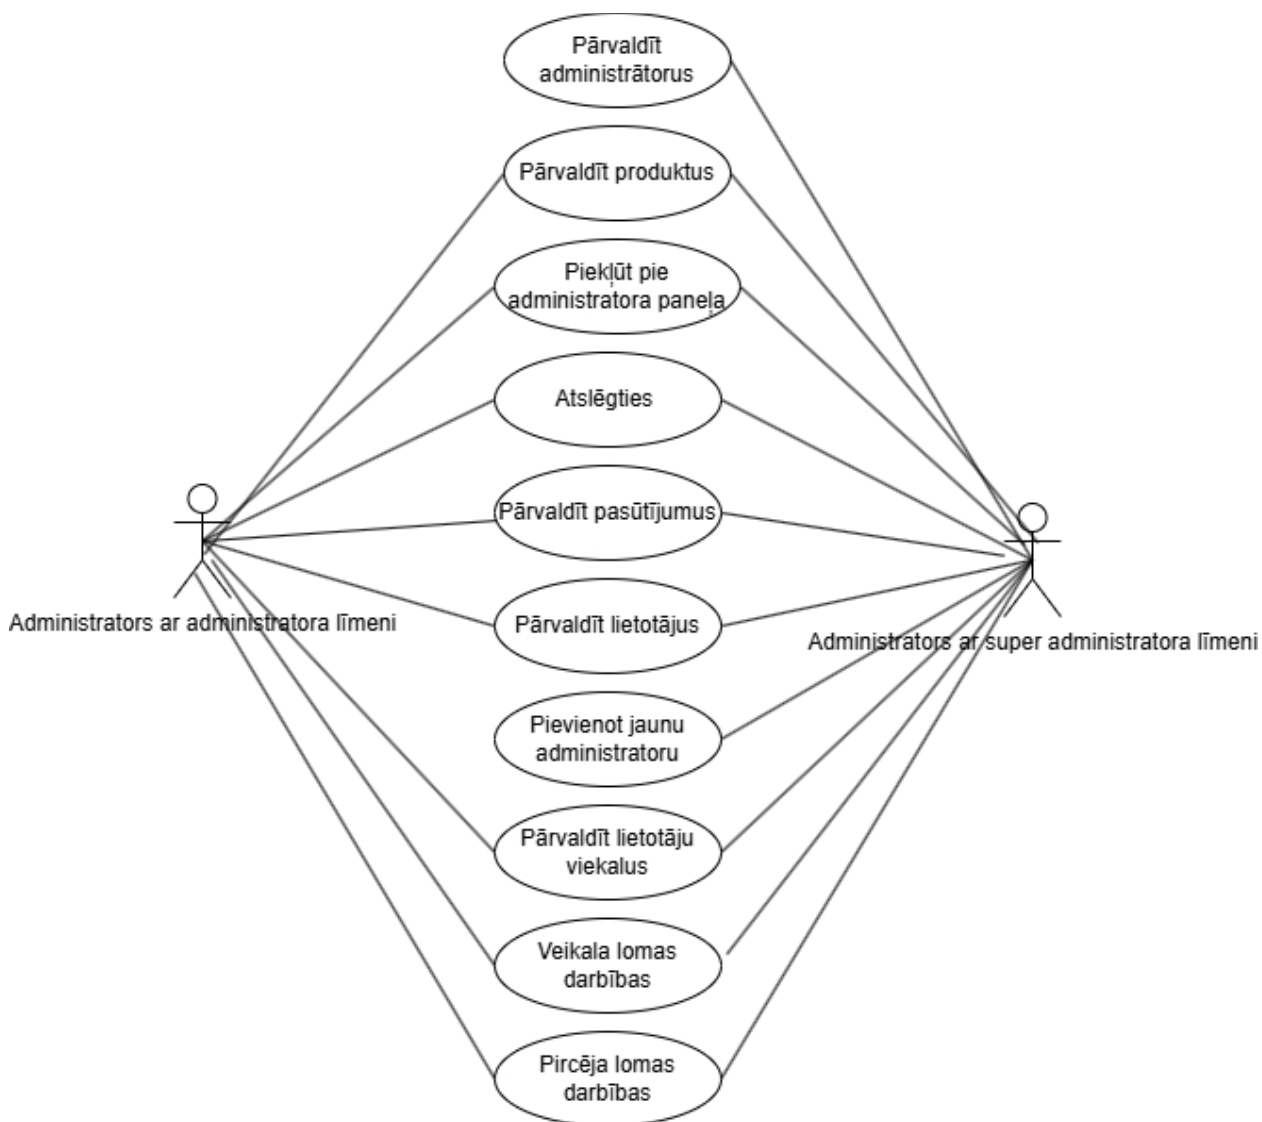 Pārvaldīt
administrātorus
Pārvaldīt produktus
Piekļūt pie
administratora paneļa
Atslēgties
Pārvaldīt pasūtījumus
Administrators ar administratora līmeni
Pārvaldīt lietotājus
Administrators ar super administratora līmeni
Pievienot jaunu
administratoru
Pārvaldīt lietotāju
viekalus
Veikala lomas
darbības
Pircēja lomas
darbības